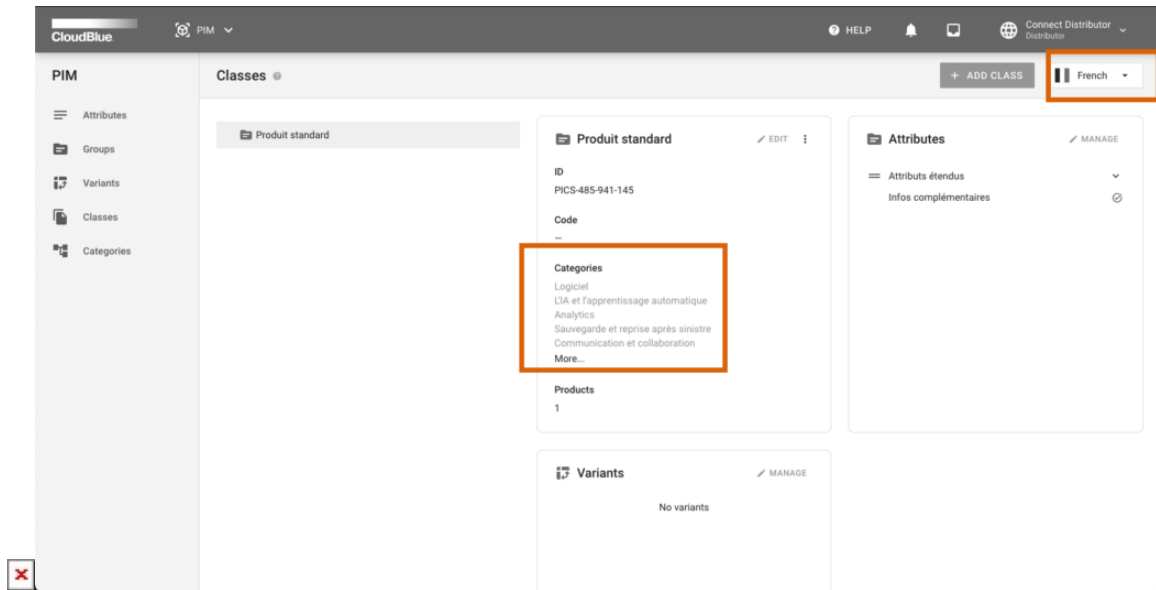 CloudBlue.
PIM
HELP
Connect Distributor
Distributor
PIM
Classes
+ ADD CLASS
French
Attributes
Groups
Variants
Classes
Categories
Produit standard
Produit standard
EDIT
ID
PICS-485-941-145
Code
—
Categories
Logiciel
L'IA et l'apprentissage automatique
Analytics
Sauvegarde et reprise après sinistre
Communication et collaboration
More...
Products
1
Attributes
MANAGE
Attributs étendus
Infos complémentaires
Variants
MANAGE
No variants